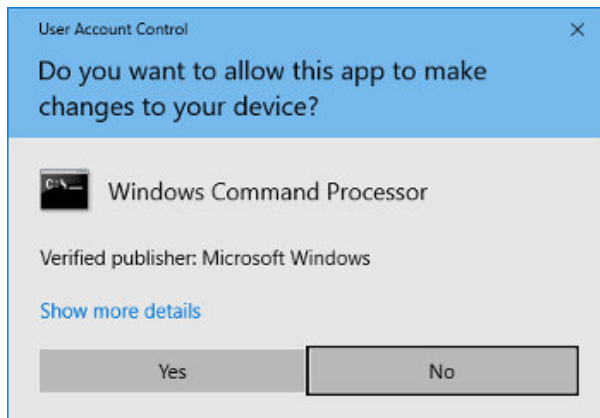 User Account Control
Do you want to allow this app to make
changes to your device?
C:\_
Windows Command Processor
Verified publisher: Microsoft Windows
Show more details
Yes
No